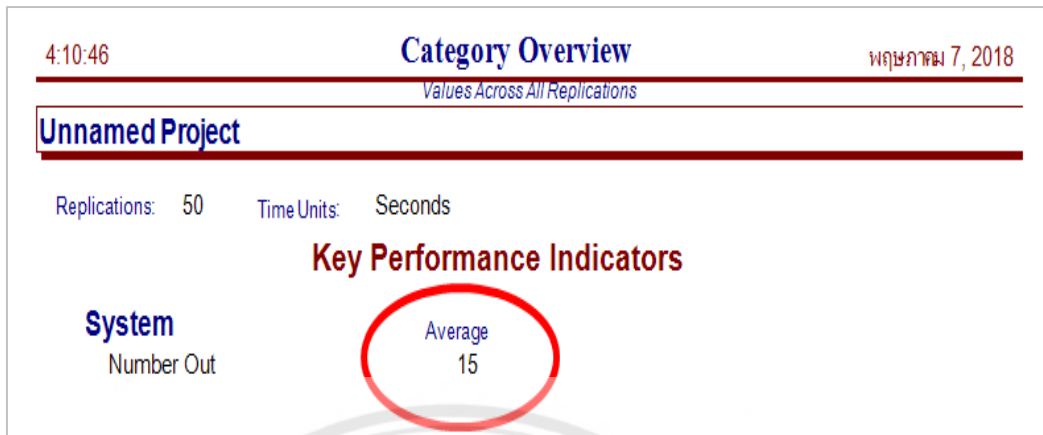 4:10:46 Category Overview พฤษภาคม 7, 2018
Values Across All Replications
Unnamed Project
Replications: 50 Time Units: Seconds
Key Performance Indicators
System Average
Number Out 15